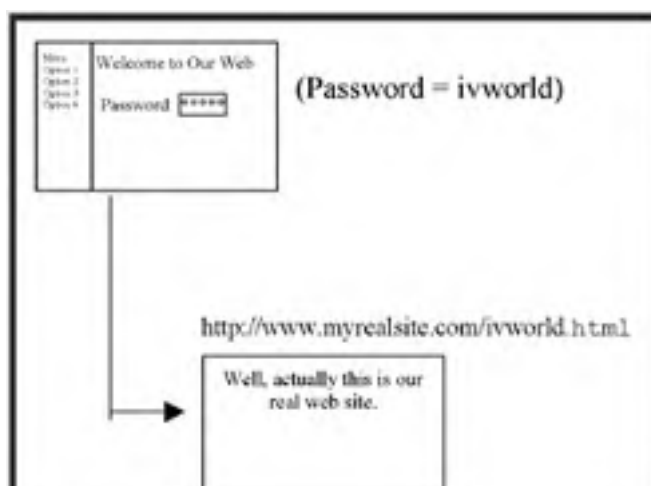 Menu
Option 1
Option 2
Option 3
Option 4
Welcome to Our Web
Password *****
(Password = ivworld)
http://www.myrealsite.com/ivworld.html
Well, actually this is our
real web site.